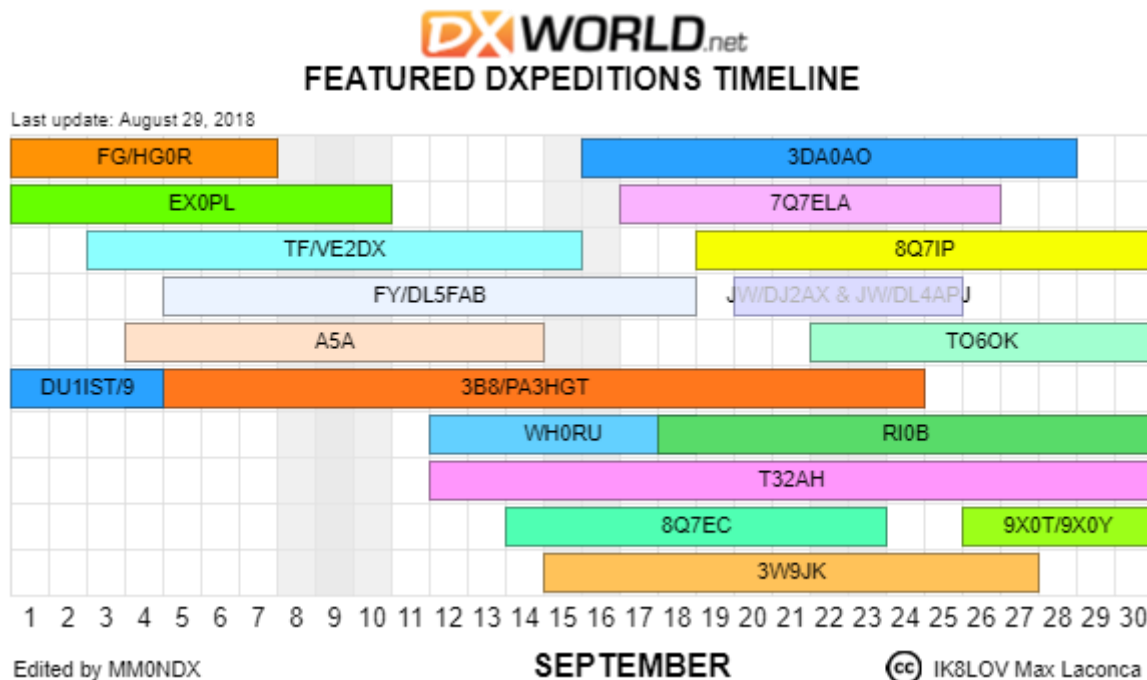 DX WORLD.net
FEATURED DXPEDITIONS TIMELINE
Last update: August 29, 2018
FG/HG0R 3DA0AO
EX0PL 7Q7ELA
TF/VE2DX 8Q7IP
FY/DL5FAB JW/DJ2AX & JW/DL4APJ
A5A TO6OK
DU1IST/9 3B8/PA3HGT
WH0RU RI0B
T32AH
8Q7EC 9X0T/9X0Y
3W9JK
1 2 3 4 5 6 7 8 9 10 11 12 13 14 15 16 17 18 19 20 21 22 23 24 25 26 27 28 29 30
Edited by MM0NDX SEPTEMBER cc IK8LOV Max Laconca